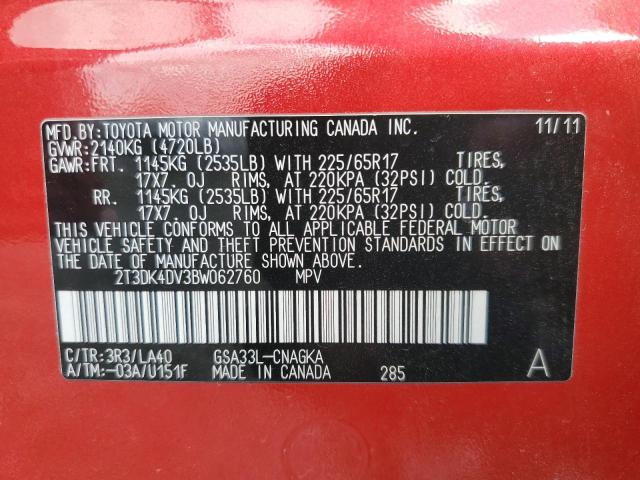 MFD.BY:TOYOTA MOTOR MANUFACTURING CANADA INC. 11/11
GVWR:2140KG (4720LB)
GAWR:FRT. 1145KG (2535LB) WITH 225/65R17 TIRES,
17X7.0J RIMS, AT 220KPA (32PSI) COLD.
RR. 1145KG (2535LB) WITH 225/65R17 TIRES,
17X7.0J RIMS, AT 220KPA (32PSI) COLD.
THIS VEHICLE CONFORMS TO ALL APPLICABLE FEDERAL MOTOR
VEHICLE SAFETY AND THEFT PREVENTION STANDARDS IN EFFECT ON
THE DATE OF MANUFACTURE SHOWN ABOVE.
2T3DK4DV3BW062760 MPV
C/TR:3R3/LA40 GSA33L-CNAGKA
A/TM:-03A/U151F MADE IN CANADA 285 A